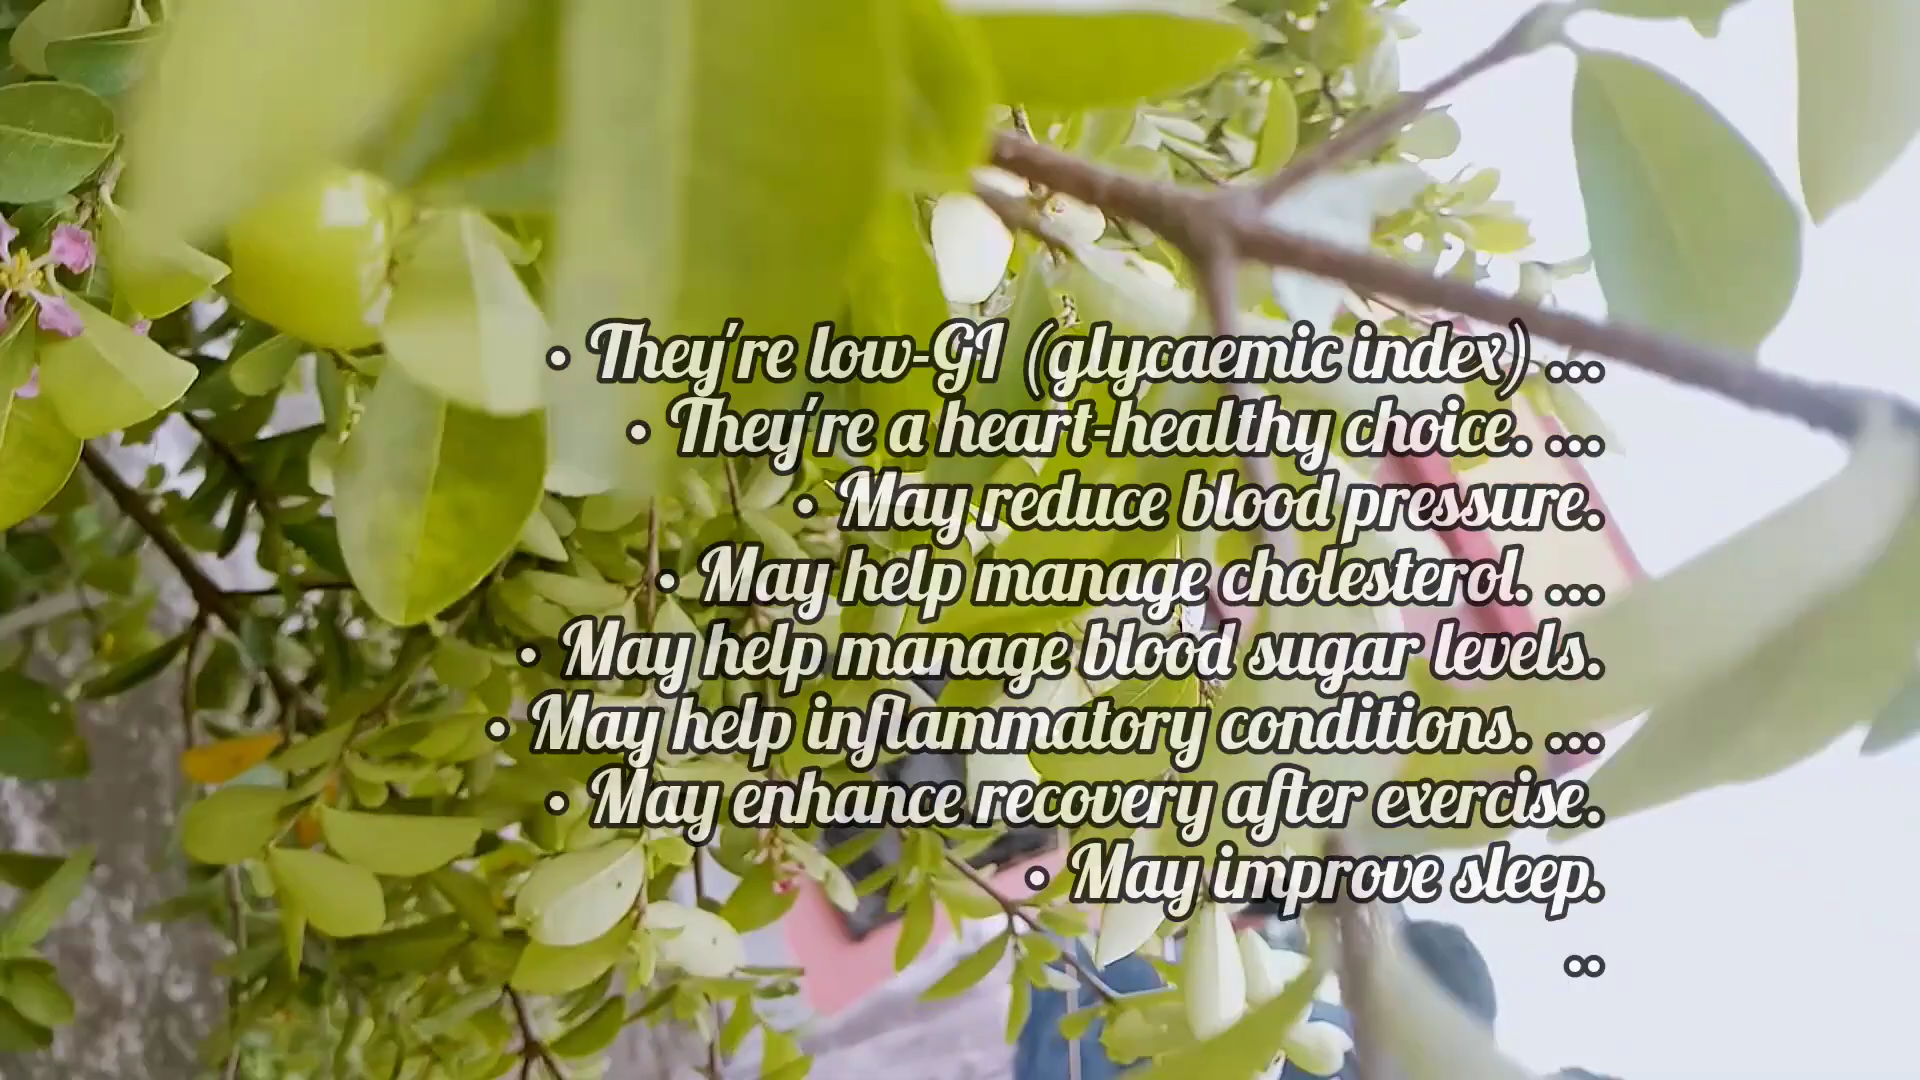 • They're low-GI (glycaemic index) ...
• They're a heart-healthy choice. ...
• May reduce blood pressure.
• May help manage cholesterol. ...
• May help manage blood sugar levels.
• May help inflammatory conditions. ...
• May enhance recovery after exercise.
• May improve sleep.
..